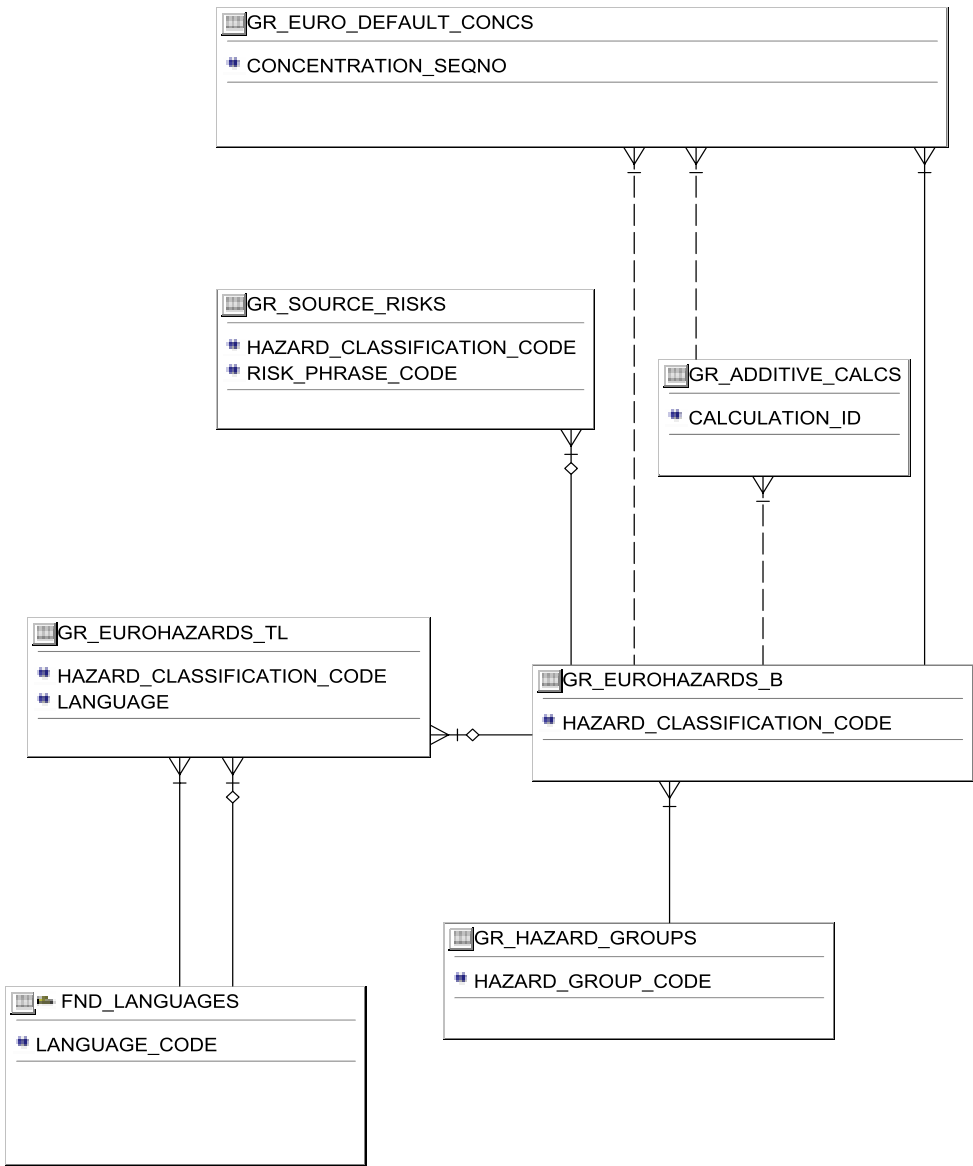 GR_EURO_DEFAULT_CONCS
CONCENTRATION_SEQNO
GR_SOURCE_RISKS
HAZARD_CLASSIFICATION_CODE
RISK_PHRASE_CODE
GR_ADDITIVE_CALCS
CALCULATION_ID
GR_EUROHAZARDS_TL
HAZARD_CLASSIFICATION_CODE
LANGUAGE
GR_EUROHAZARDS_B
HAZARD_CLASSIFICATION_CODE
GR_HAZARD_GROUPS
HAZARD_GROUP_CODE
FND_LANGUAGES
LANGUAGE_CODE